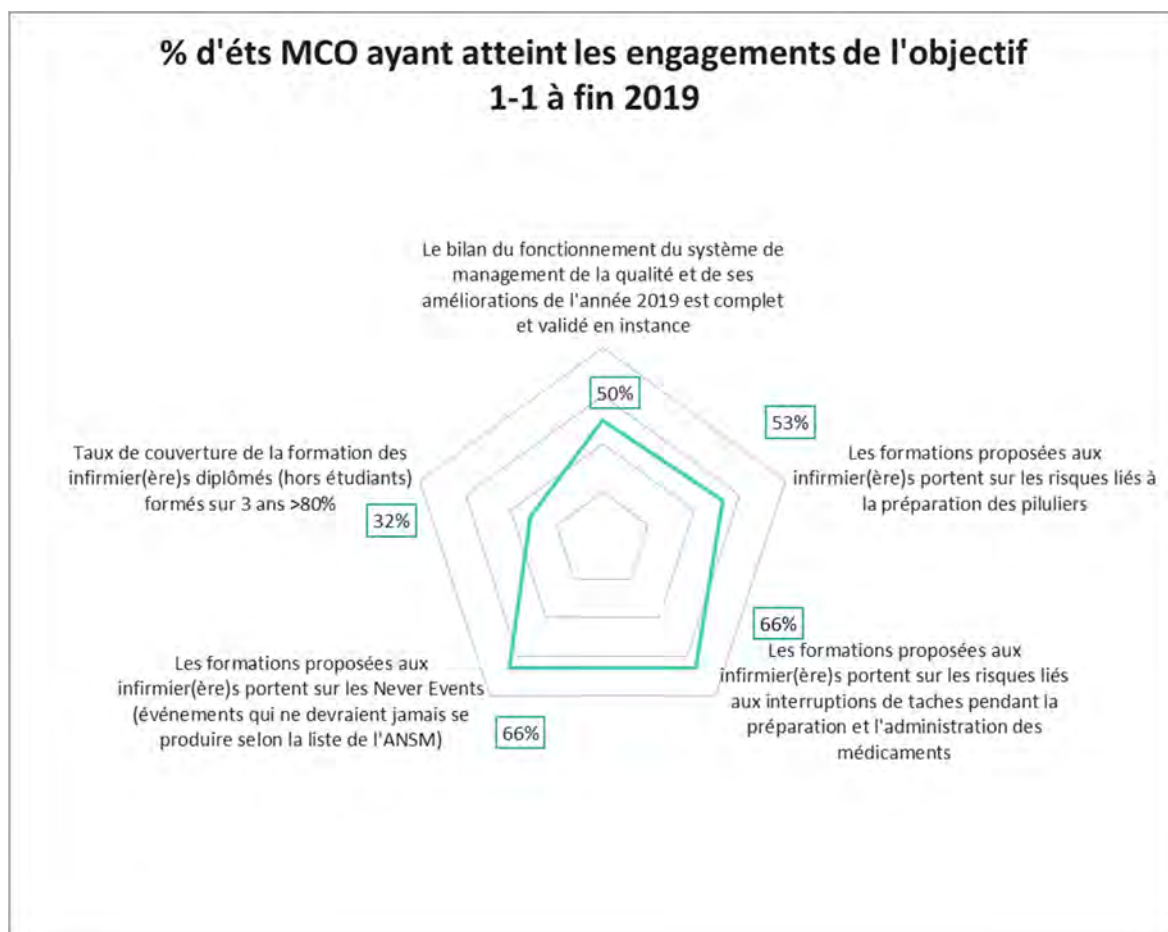 % d'éts MCO ayant atteint les engagements de l'objectif
1-1 à fin 2019
Le bilan du fonctionnement du système de
management de la qualité et de ses
améliorations de l'année 2019 est complet
et validé en instance
50%
53%
Les formations proposées aux
infirmier(ère)s portent sur les risques liés à
la préparation des piluliers
Taux de couverture de la formation des
infirmier(ère)s diplômés (hors étudiants)
formés sur 3 ans >80%
32%
66%
Les formations proposées aux
infirmier(ère)s portent sur les risques liés
aux interruptions de taches pendant la
préparation et l'administration des
médicaments
Les formations proposées aux
infirmier(ère)s portent sur les Never Events
(événements qui ne devraient jamais se
produire selon la liste de l'ANSM)
66%